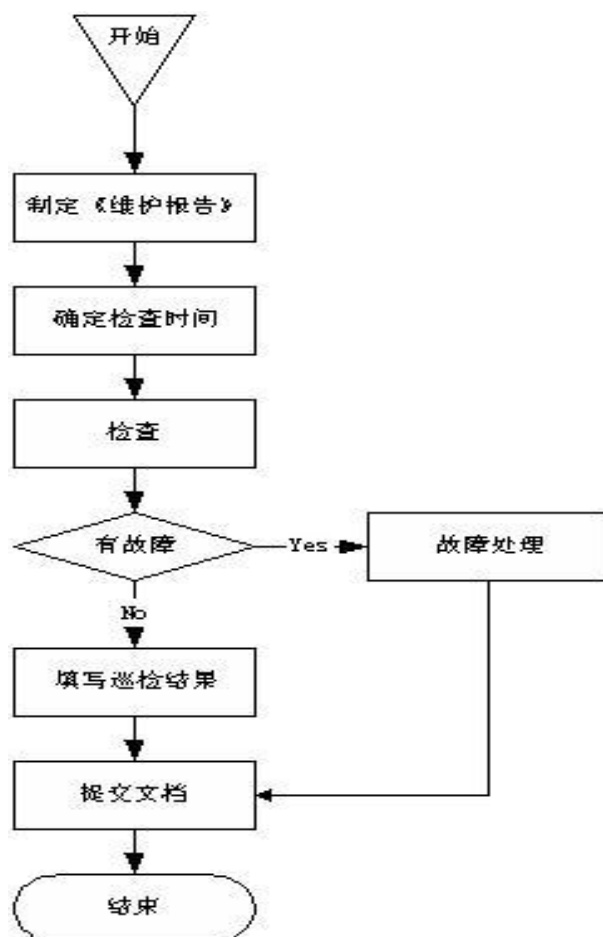 开始
制定《维护报告》
确定检查时间
检查
有故障
Yes
故障处理
No
填写巡检结果
提交文档
结束